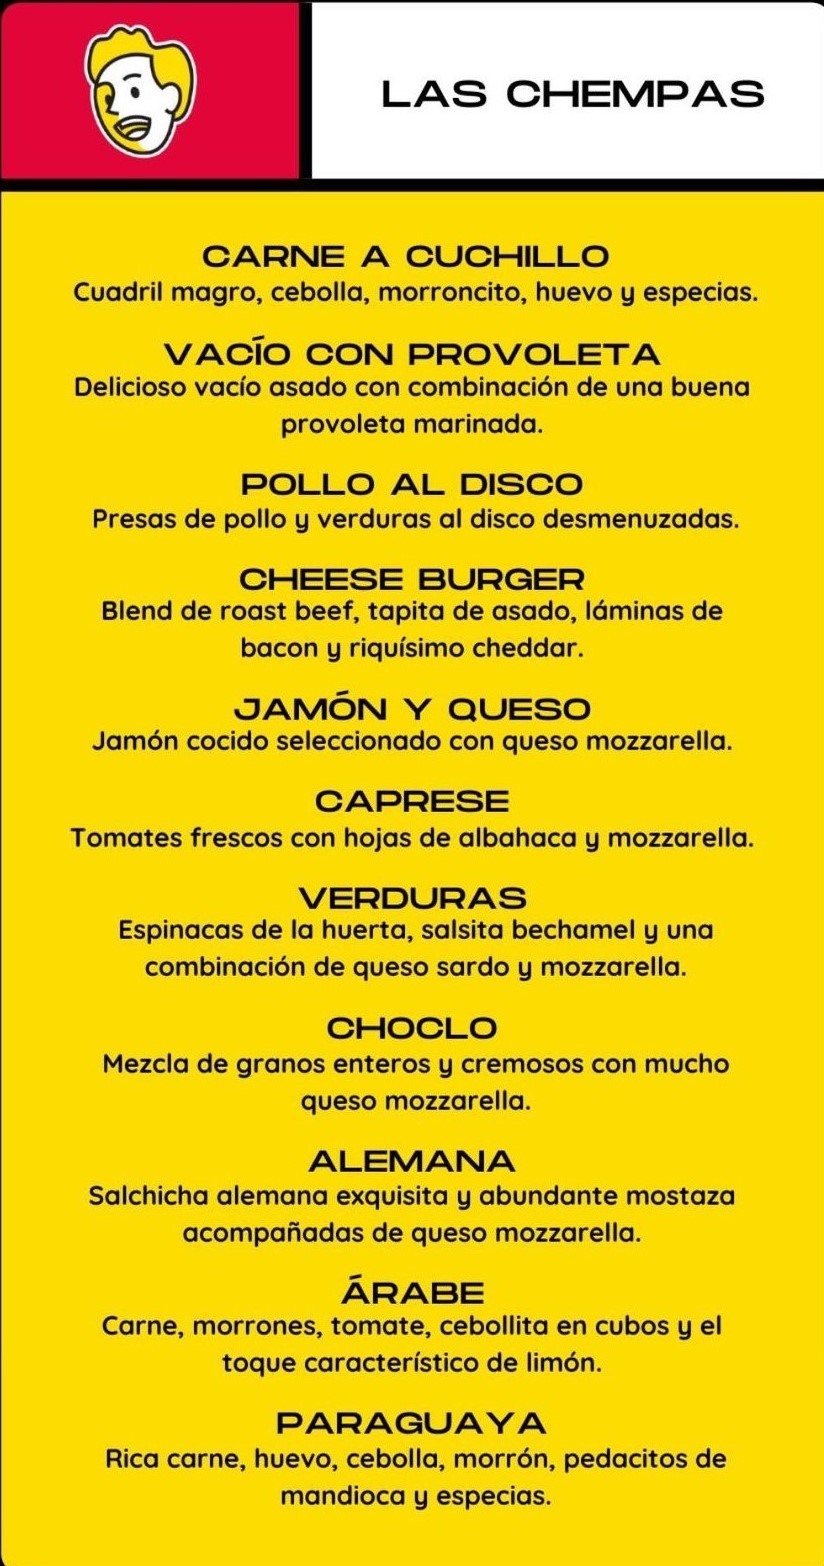 LAS CHEMPAS
CARNE A CUCHILLO
Cuadril magro, cebolla, morroncito, huevo y especias.
VACÍO CON PROVOLETA
Delicioso vacío asado con combinación de una buena
provoleta marinada.
POLLO AL DISCO
Presas de pollo y verduras al disco desmenuzadas.
CHEESE BURGER
Blend de roast beef, tapita de asado, láminas de
bacon y riquísimo cheddar.
JAMÓN Y QUESO
Jamón cocido seleccionado con queso mozzarella.
CAPRESE
Tomates frescos con hojas de albahaca y mozzarella.
VERDURAS
Espinacas de la huerta, salsita bechamel y una
combinación de queso sardo y mozzarella.
CHOCLO
Mezcla de granos enteros y cremosos con mucho
queso mozzarella.
ALEMANA
Salchicha alemana exquisita y abundante mostaza
acompañadas de queso mozzarella.
ÁRABE
Carne, morrones, tomate, cebollita en cubos y el
toque característico de limón.
PARAGUAYA
Rica carne, huevo, cebolla, morrón, pedacitos de
mandioca y especias.